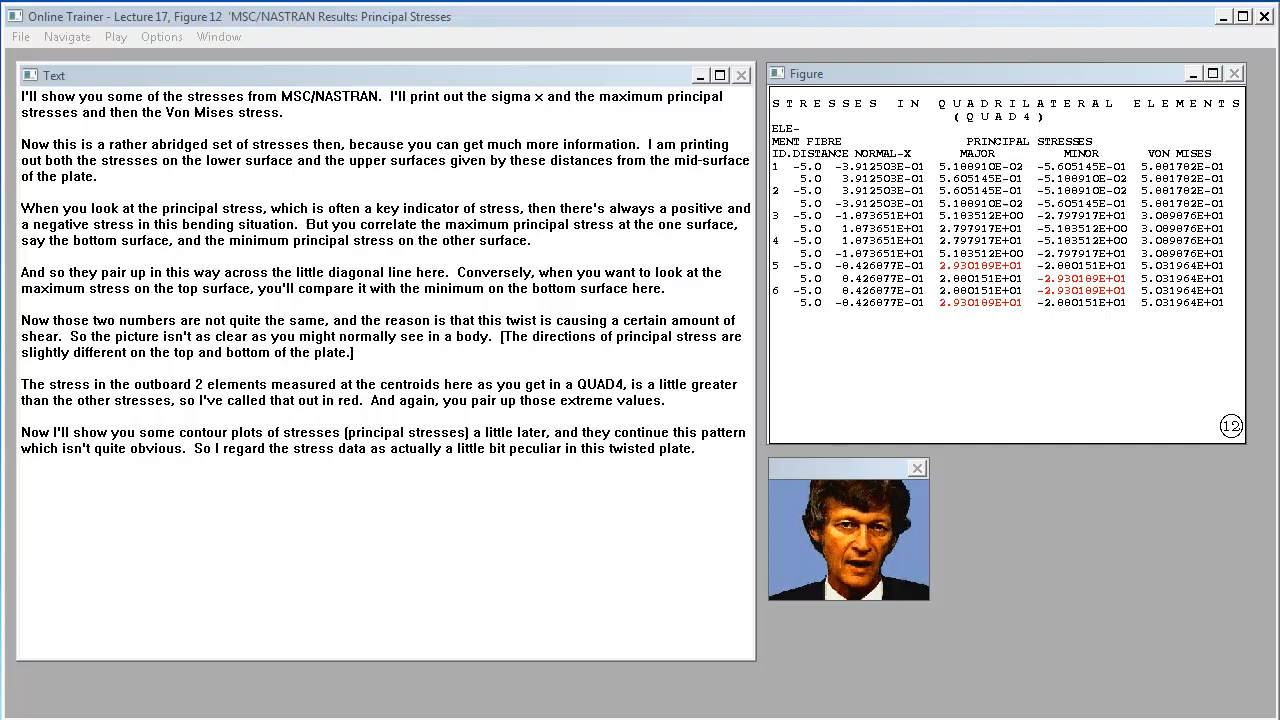 Online Trainer - Lecture 17, Figure 12 'MSC/NASTRAN Results: Principal Stresses
File Navigate Play Options Window
Text
I'll show you some of the stresses from MSC/NASTRAN. I'll print out the sigma x and the maximum principal
stresses and then the Von Mises stress.
Now this is a rather abridged set of stresses then, because you can get much more information. I am printing
out both the stresses on the lower surface and the upper surfaces given by these distances from the mid-surface
of the plate.
When you look at the principal stress, which is often a key indicator of stress, then there's always a positive and
a negative stress in this bending situation. But you correlate the maximum principal stress at the one surface,
say the bottom surface, and the minimum principal stress on the other surface.
And so they pair up in this way across the little diagonal line here. Conversely, when you want to look at the
maximum stress on the top surface, you'll compare it with the minimum on the bottom surface here.
Now those two numbers are not quite the same, and the reason is that this twist is causing a certain amount of
shear. So the picture isn't as clear as you might normally see in a body. [The directions of principal stress are
slightly different on the top and bottom of the plate.]
The stress in the outboard 2 elements measured at the centroids here as you get in a QUAD4, is a little greater
than the other stresses, so I've called that out in red. And again, you pair up those extreme values.
Now I'll show you some contour plots of stresses (principal stresses) a little later, and they continue this pattern
which isn't quite obvious. So I regard the stress data as actually a little bit peculiar in this twisted plate.
Figure
S T R E S S E S I N Q U A D R I L A T E R A L E L E M E N T S
( Q U A D 4 )
ELE-
MENT FIBRE PRINCIPAL STRESSES
ID. DISTANCE NORMAL-X MAJOR MINOR VON MISES
1 -5.0 -3.912503E-01 5.188910E-02 -5.605145E-01 5.881782E-01
5.0 3.912503E-01 5.605145E-01 -5.188910E-02 5.881782E-01
2 -5.0 3.912503E-01 5.605145E-01 -5.188910E-02 5.881782E-01
5.0 -3.912503E-01 5.188910E-02 -5.605145E-01 5.881782E-01
3 -5.0 -1.873651E+01 5.183512E+00 -2.797917E+01 3.089876E+01
5.0 1.873651E+01 2.797917E+01 -5.183512E+00 3.089876E+01
4 -5.0 1.873651E+01 2.797917E+01 -5.183512E+00 3.089876E+01
5.0 -1.873651E+01 5.183512E+00 -2.797917E+01 3.089876E+01
5 -5.0 -8.426877E-01 2.930189E+01 -2.880151E+01 5.031964E+01
5.0 8.426877E-01 2.880151E+01 -2.930189E+01 5.031964E+01
6 -5.0 8.426877E-01 2.880151E+01 -2.930189E+01 5.031964E+01
5.0 -8.426877E-01 2.930189E+01 -2.880151E+01 5.031964E+01
12